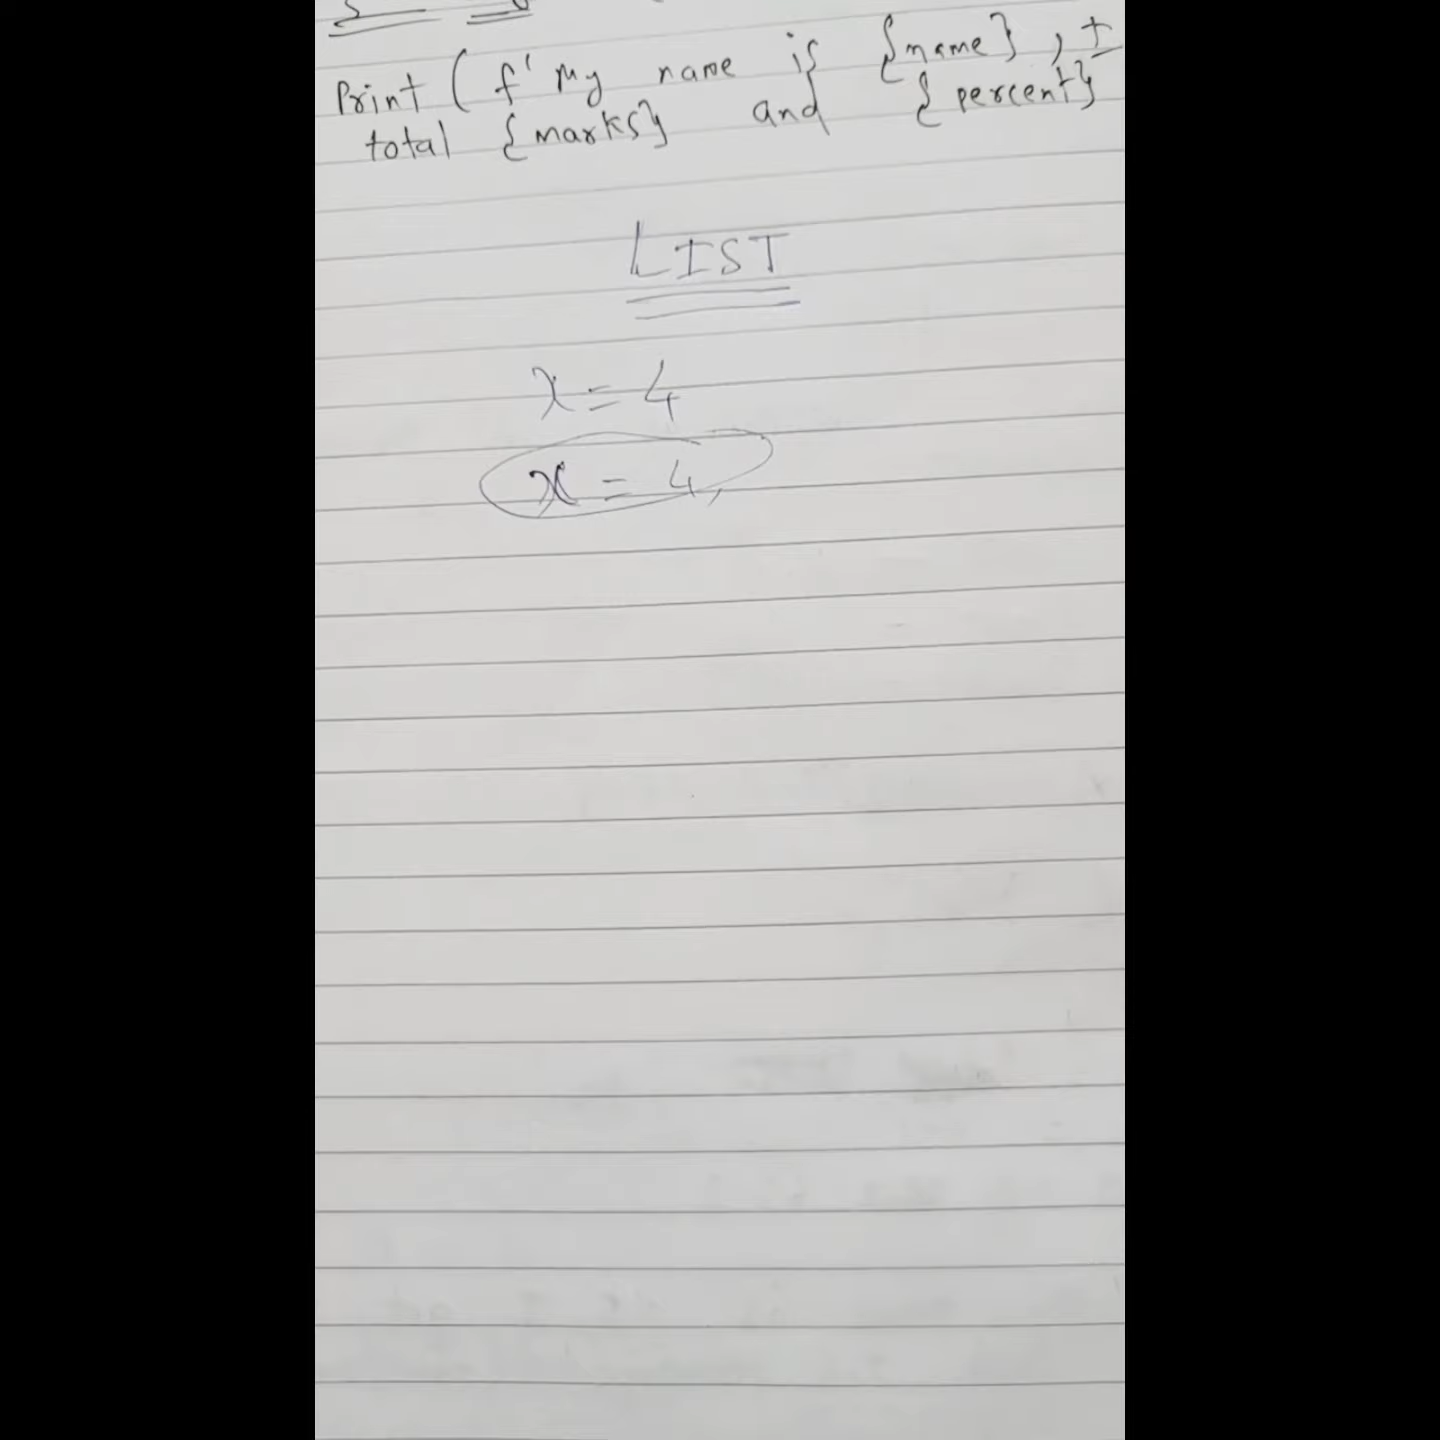 Print ( f' My name is {name} , I
total {marks} and {percent}
LIST
x = 4
x = 4,